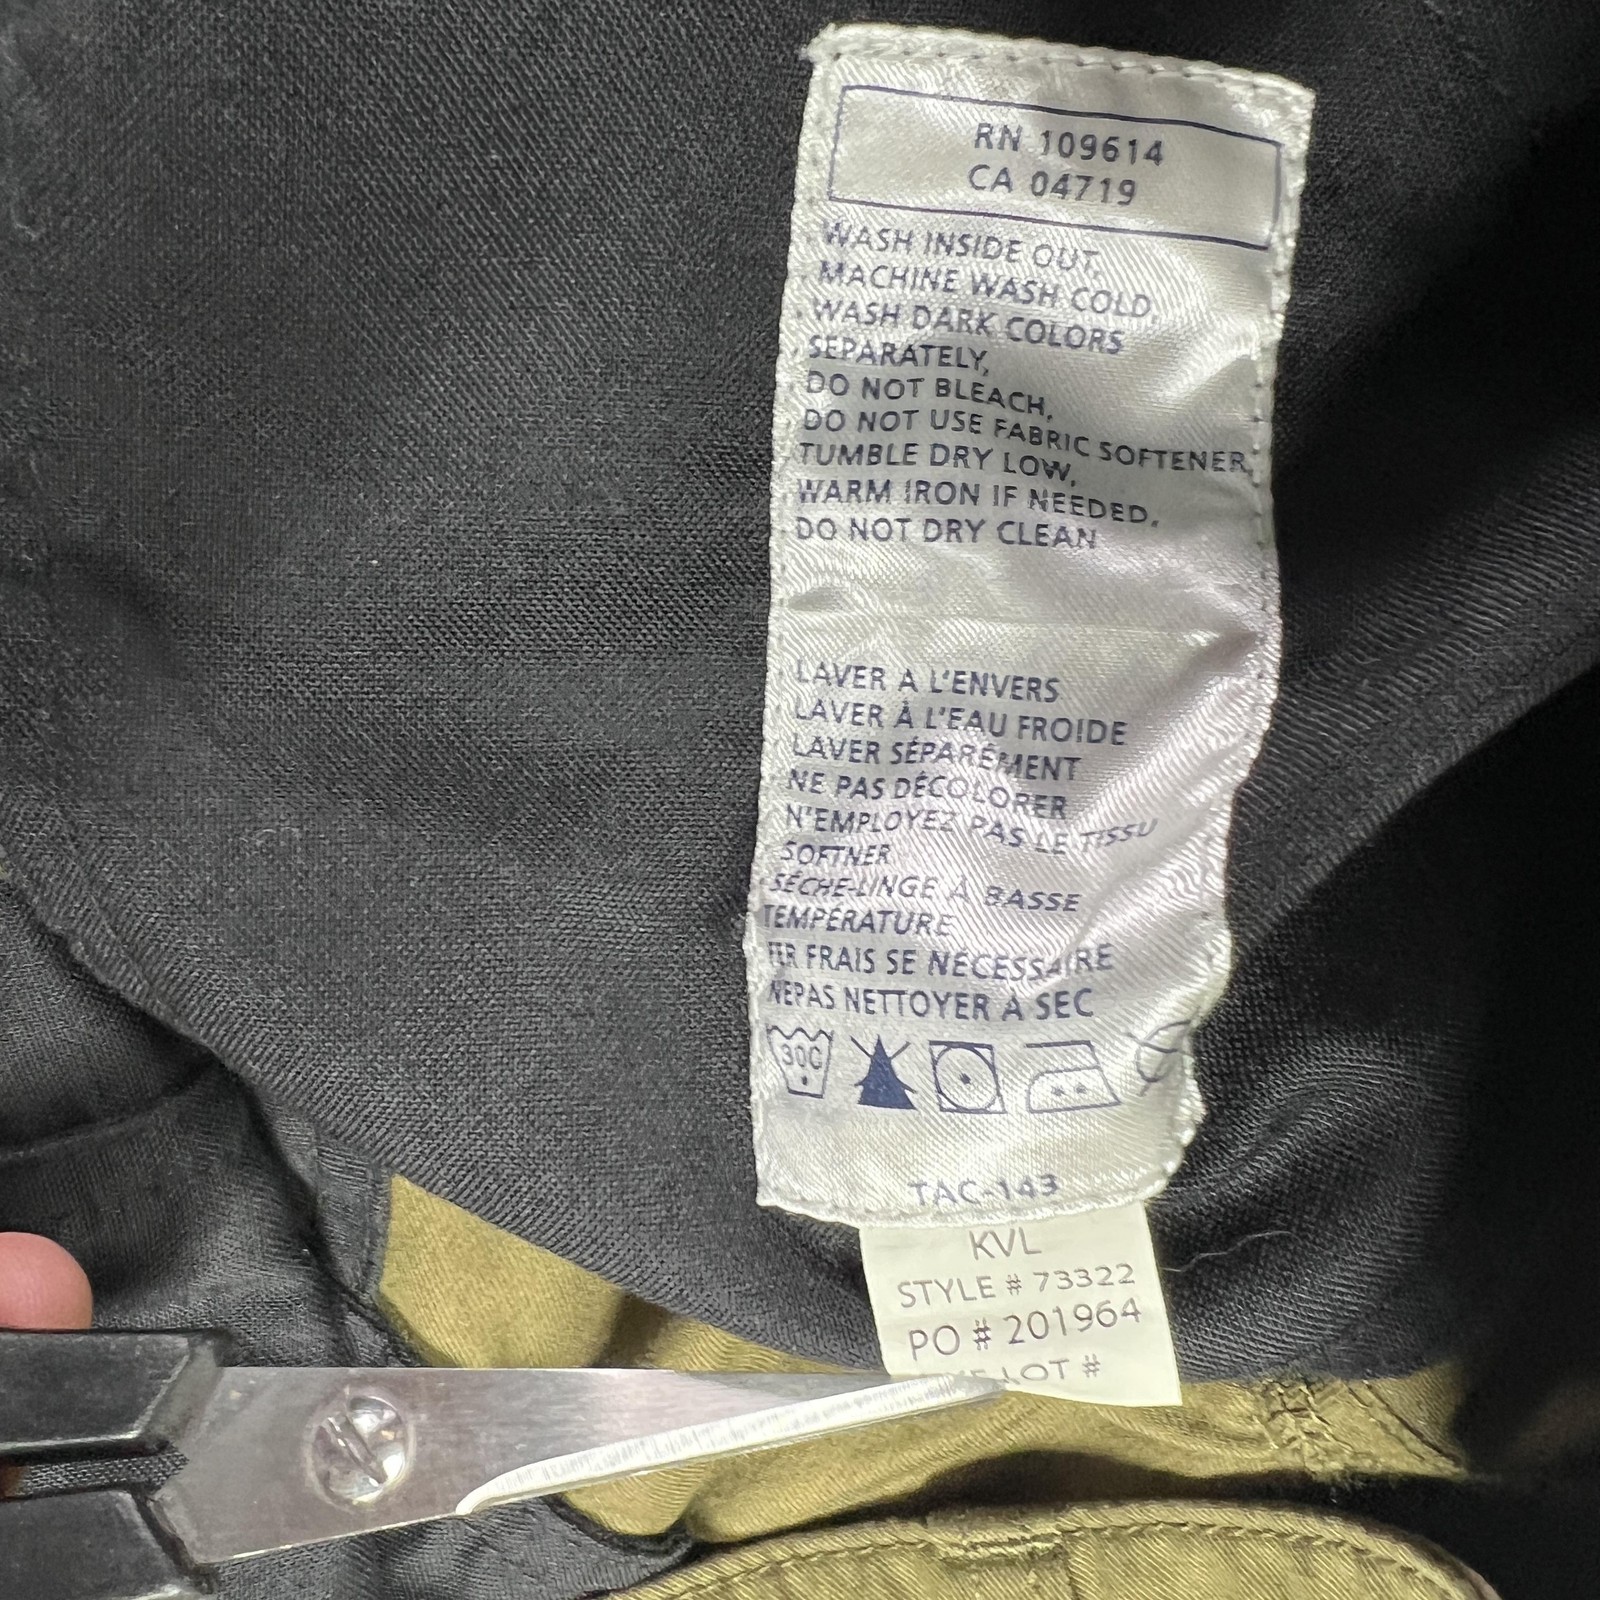 RN 109614
CA 04719
WASH INSIDE OUT,
MACHINE WASH COLD,
WASH DARK COLORS
SEPARATELY,
DO NOT BLEACH,
DO NOT USE FABRIC SOFTENER,
TUMBLE DRY LOW,
WARM IRON IF NEEDED,
DO NOT DRY CLEAN
LAVER À L'ENVERS
LAVER À L'EAU FROIDE
LAVER SÉPARÉMENT
NE PAS DÉCOLORER
N'EMPLOYEZ PAS LE TISSU
SOFTNER
SÉCHE-LINGE À BASSE
TEMPÉRATURE
FER FRAIS SE NÉCESSAIRE
NEPAS NETTOYER À SEC
30C
TAC-143
KVL
STYLE # 73322
PO # 201964
LOT #